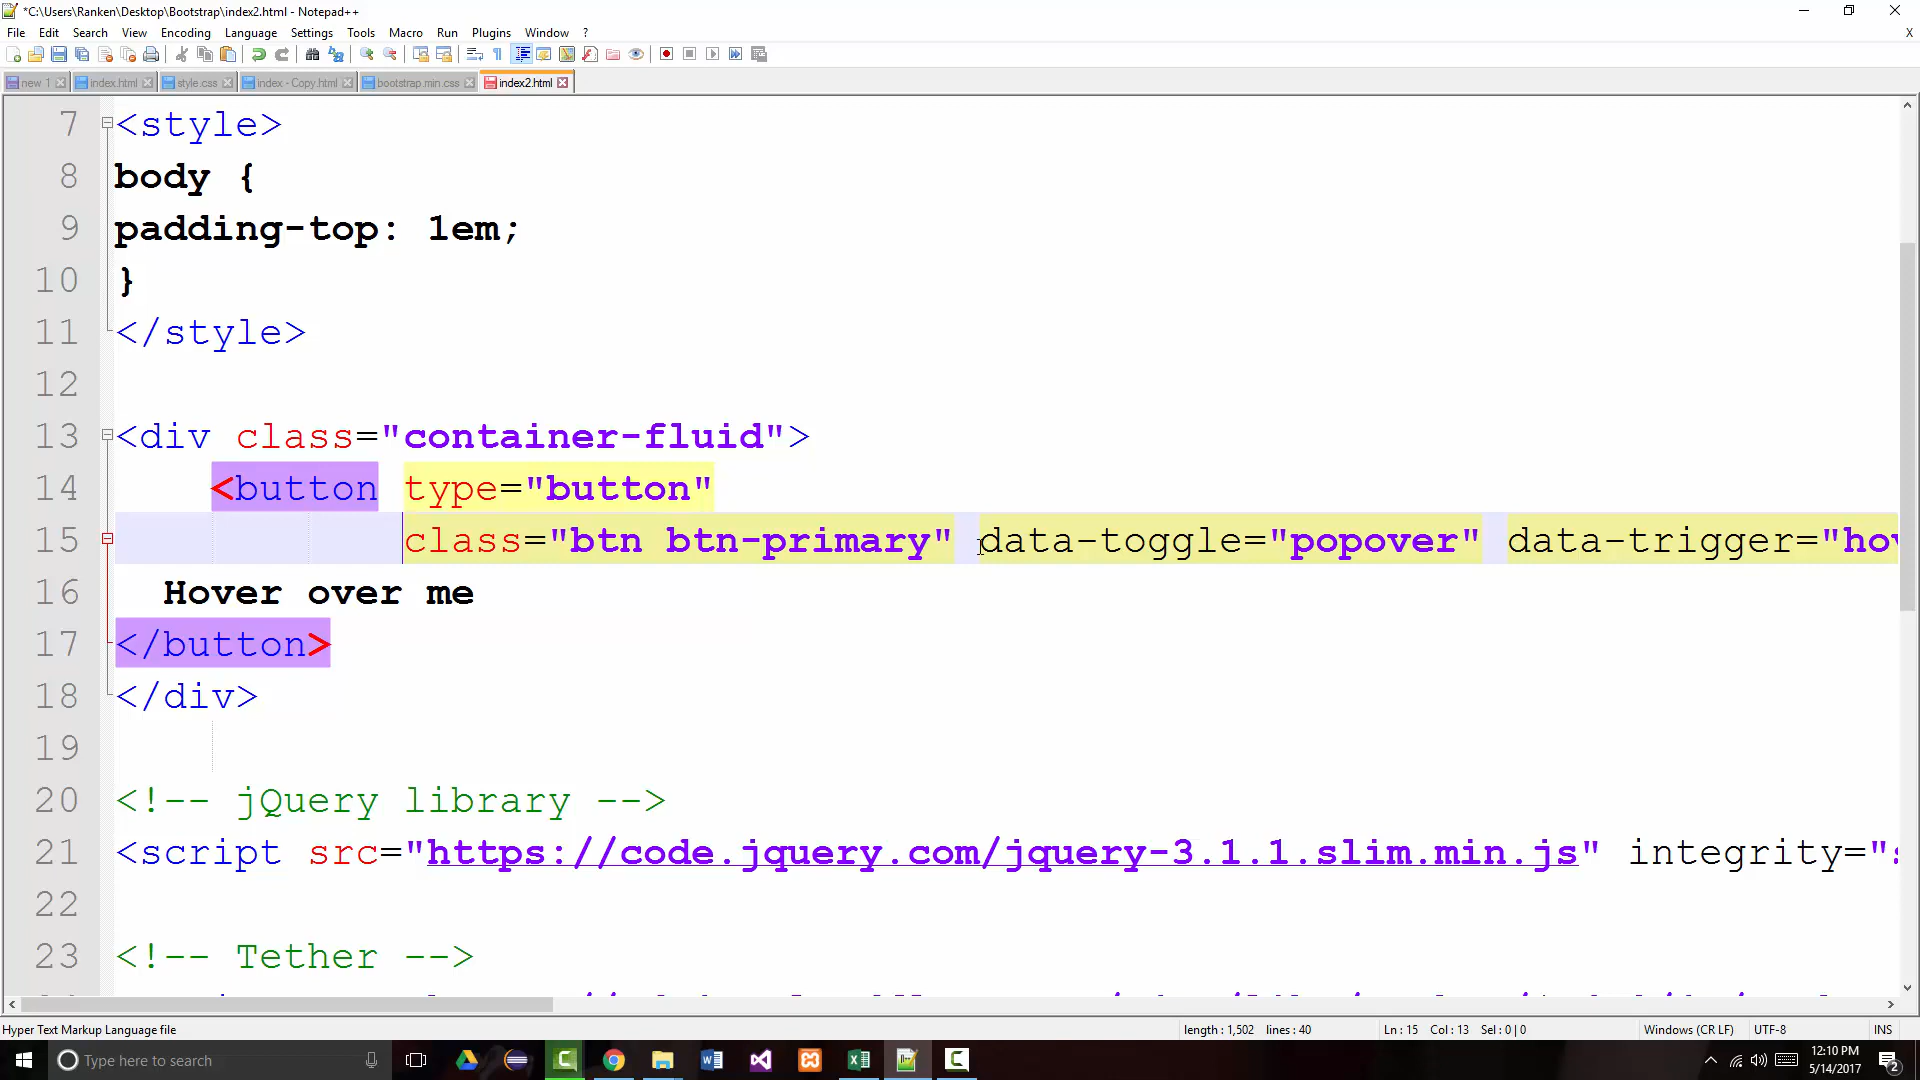 *C:\Users\Ranken\Desktop\Bootstrap\index2.html - Notepad++
File Edit Search View Encoding Language Settings Tools Macro Run Plugins Window ? X
new 1 index.html style.css index - Copy.html bootstrap.min.css index2.html
7 <style>
8 body {
9 padding-top: 1em;
10 }
11 </style>
12
13 <div class="container-fluid">
14 <button type="button"
15 class="btn btn-primary" data-toggle="popover" data-trigger="hov
16 Hover over me
17 </button>
18 </div>
19
20 <!-- jQuery library -->
21 <script src="https://code.jquery.com/jquery-3.1.1.slim.min.js" integrity="s
22
23 <!-- Tether -->
Hyper Text Markup Language file length : 1,502 lines : 40 Ln : 15 Col : 13 Sel : 0 | 0 Windows (CR LF) UTF-8 INS
Type here to search
12:10 PM
5/14/2017
2